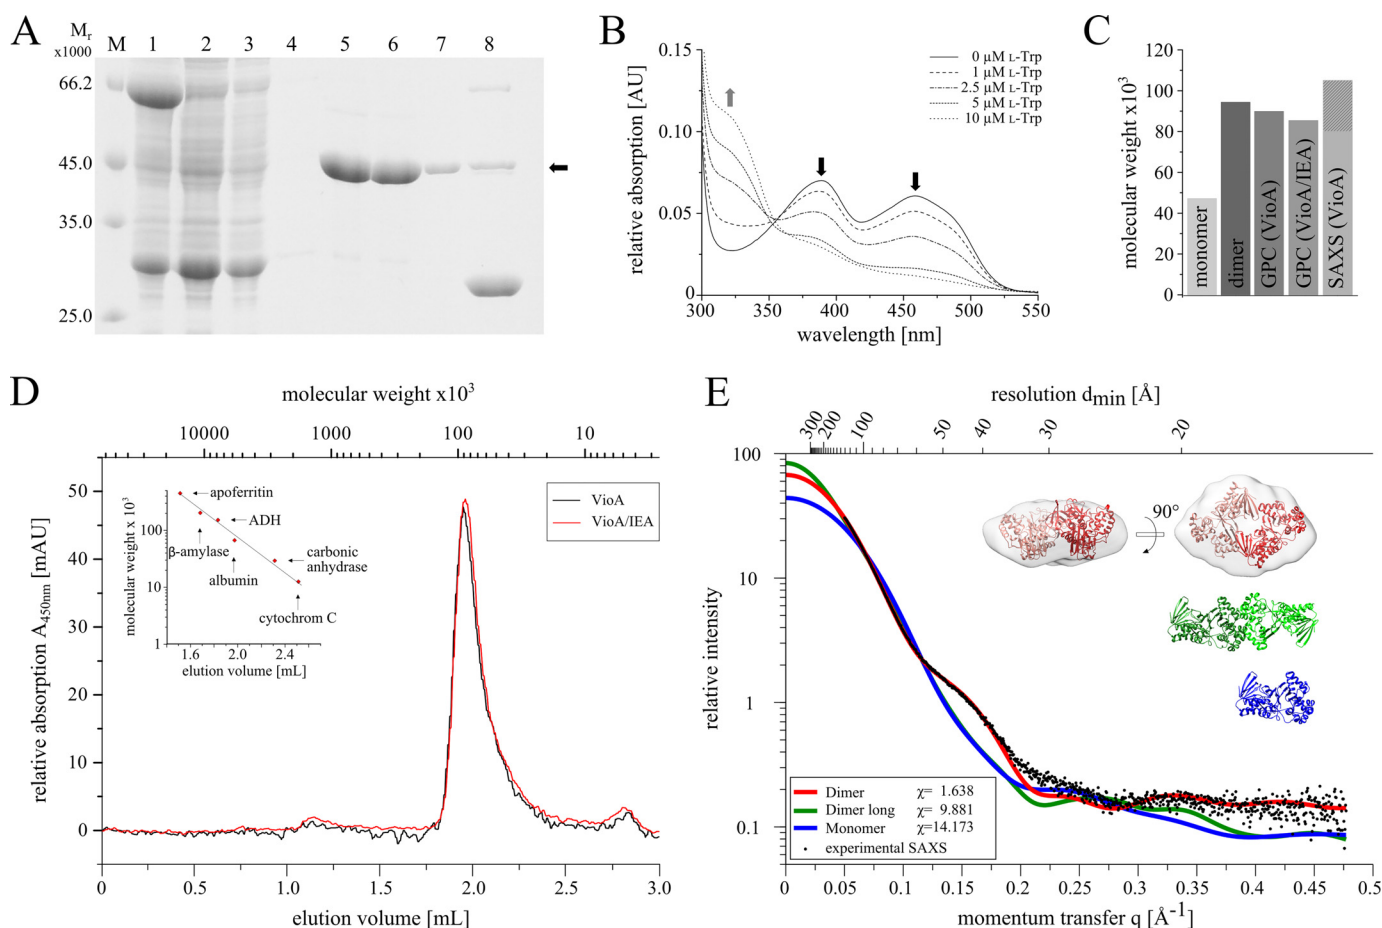 A
Mr
x1000
M 1 2 3 4 5 6 7 8
66.2
45.0
35.0
25.0
B
relative absorption [AU]
0.15
0.10
0.05
0
0 µM L-Trp
1 µM L-Trp
2.5 µM L-Trp
5 µM L-Trp
10 µM L-Trp
300 350 400 450 500 550
wavelength [nm]
C
molecular weight x10³
120
100
80
60
40
20
0
monomer
dimer
GPC (VioA)
GPC (VioA/IEA)
SAXS (VioA)
D
molecular weight x10³
10000 1000 100 10
relative absorption A450nm [mAU]
50
40
30
20
10
0
VioA
VioA/IEA
molecular weight x 10³
100
10
1
apoferritin
ADH
β-amylase
albumin
carbonic
anhydrase
cytochrom C
1.6 2.0 2.4
elution volume [mL]
0 0.5 1.0 1.5 2.0 2.5 3.0
elution volume [mL]
E
resolution dmin [Å]
300 200 100 50 40 30 20
relative intensity
100
10
1
0.1
90°
Dimer χ= 1.638
Dimer long χ= 9.881
Monomer χ=14.173
experimental SAXS
0 0.05 0.1 0.15 0.2 0.25 0.3 0.35 0.4 0.45 0.5
momentum transfer q [Å⁻¹]